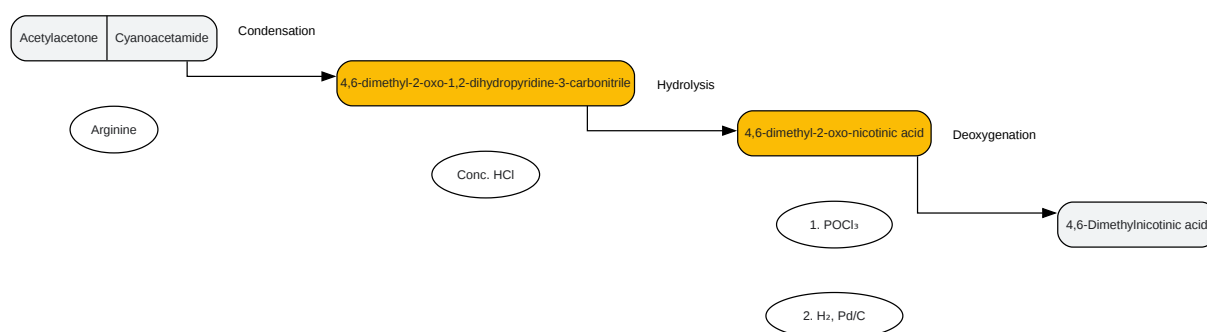 Acetylacetone
Cyanoacetamide
Condensation
4,6-dimethyl-2-oxo-1,2-dihydropyridine-3-carbonitrile
Hydrolysis
Arginine
4,6-dimethyl-2-oxo-nicotinic acid
Deoxygenation
Conc. HCl
1. POCl₃
4,6-Dimethylnicotinic acid
2. H₂, Pd/C